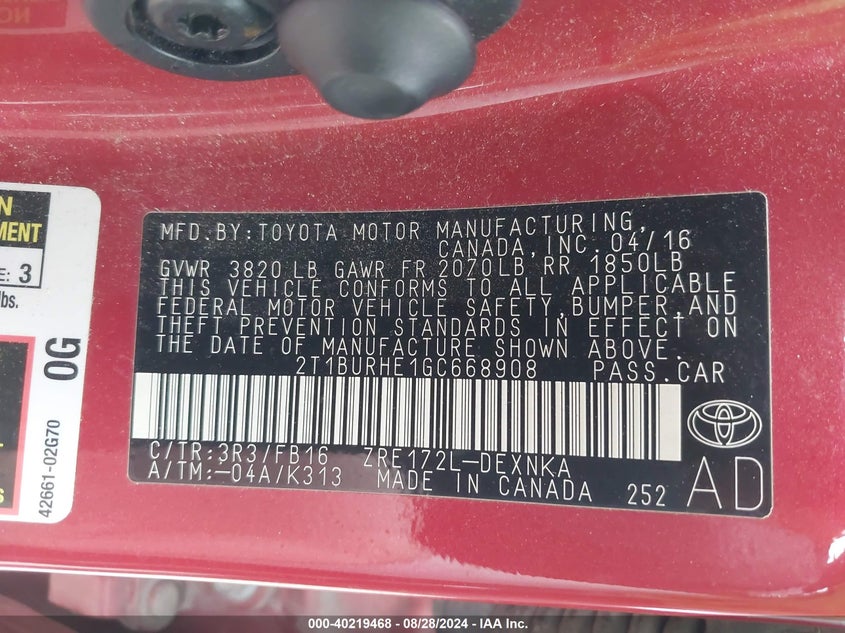 MFD.BY:TOYOTA MOTOR MANUFACTURING,
CANADA,INC.04/16
GVWR 3820LB GAWR FR 2070LB RR 1850LB
THIS VEHICLE CONFORMS TO ALL APPLICABLE
FEDERAL MOTOR VEHICLE SAFETY,BUMPER,AND
THEFT PREVENTION STANDARDS IN EFFECT ON
THE DATE OF MANUFACTURE SHOWN ABOVE.
2T1BURHE1GC668908 PASS.CAR
C/TR:3R3/FB16 ZRE172L-DEXNKA
A/TM:-04A/K313 MADE IN CANADA 252
AD
E: 3
lbs.
0G
42661-02G70
000-40219468 - 08/28/2024 - IAA Inc.